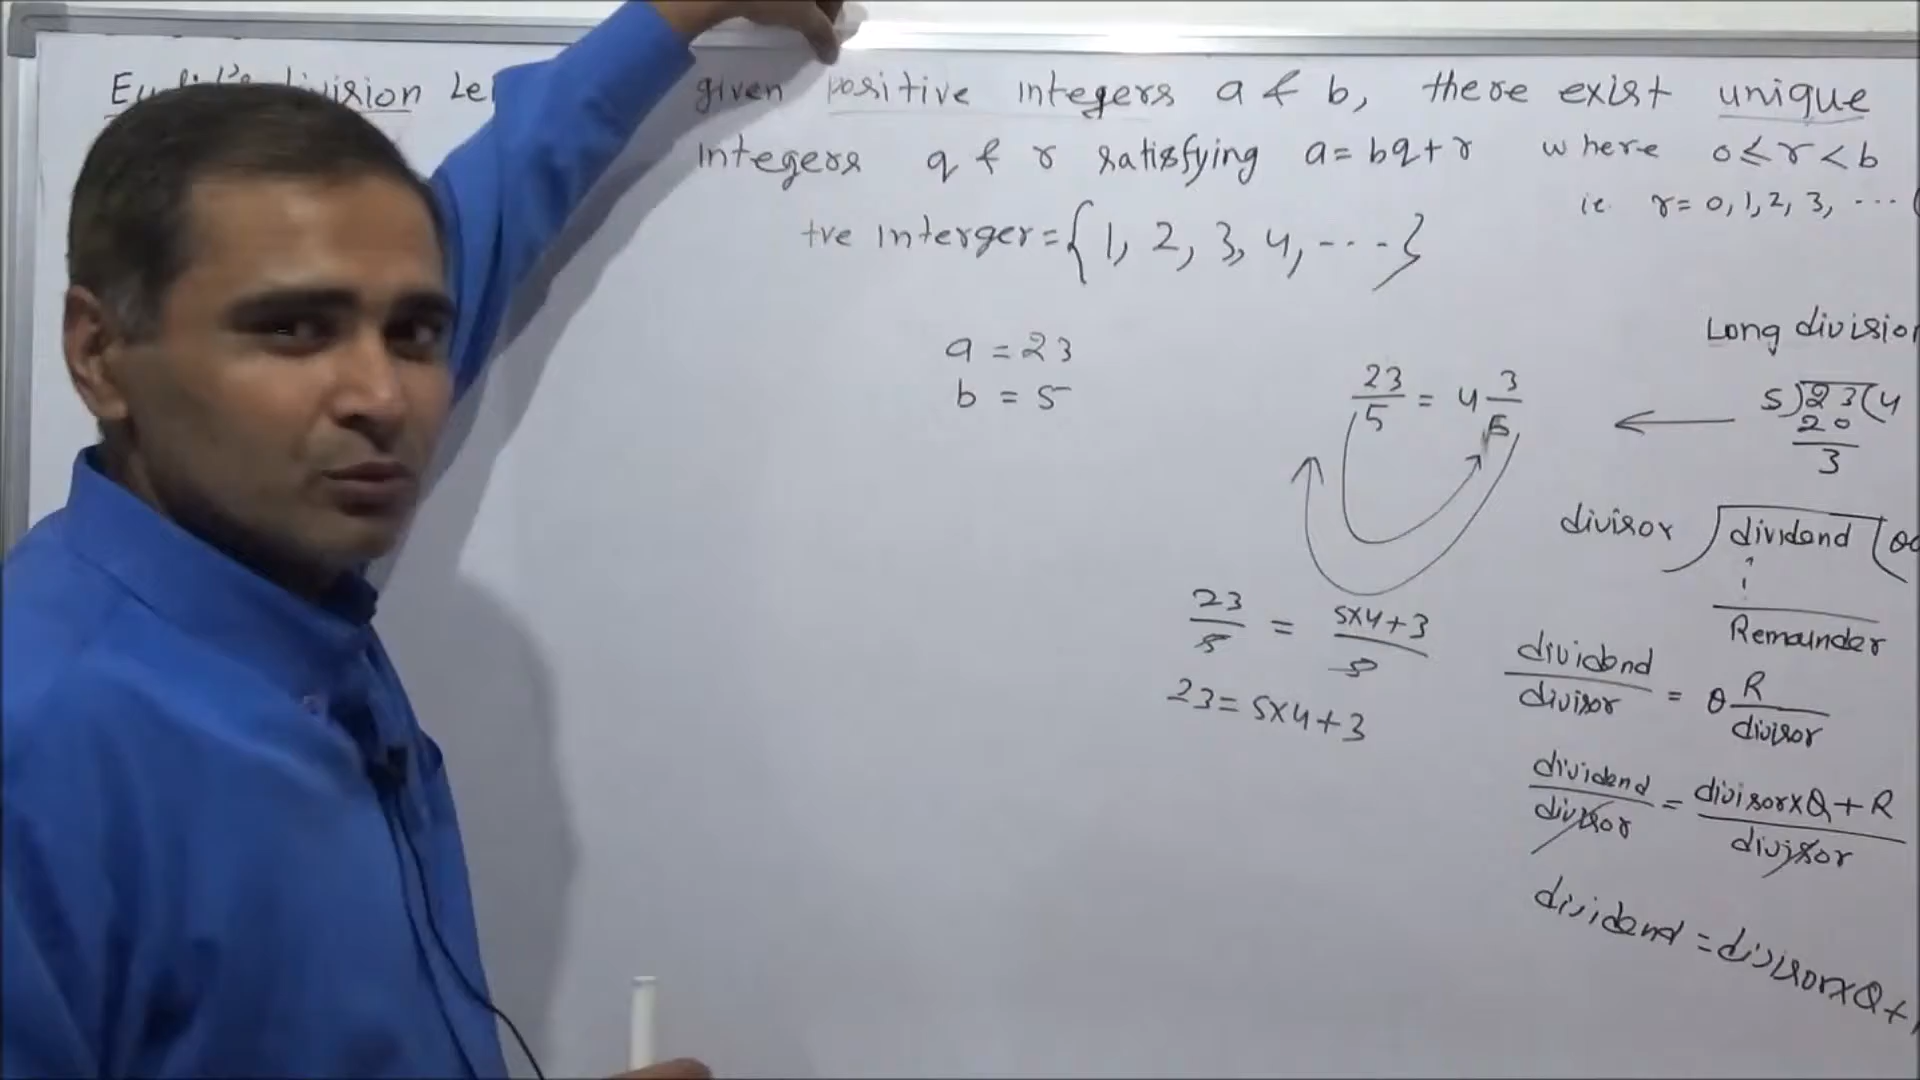 Euclid's division Le given positive integers a & b, there exist unique
integers q & r satisfying a = bq + r where 0 ≤ r < b
ie. r = 0, 1, 2, 3, ...
+ve interger = {1, 2, 3, 4, ---}
Long division
a = 23
b = 5
23/5 = 4 3/5
5)23(4
20
3
divisor dividend
Remainder
23/5 = 5x4+3/5
23 = 5x4+3
dividend/divisor = Q R/divisor
dividend/divisor = divisorxQ+R/divisor
dividend = divisorxQ+